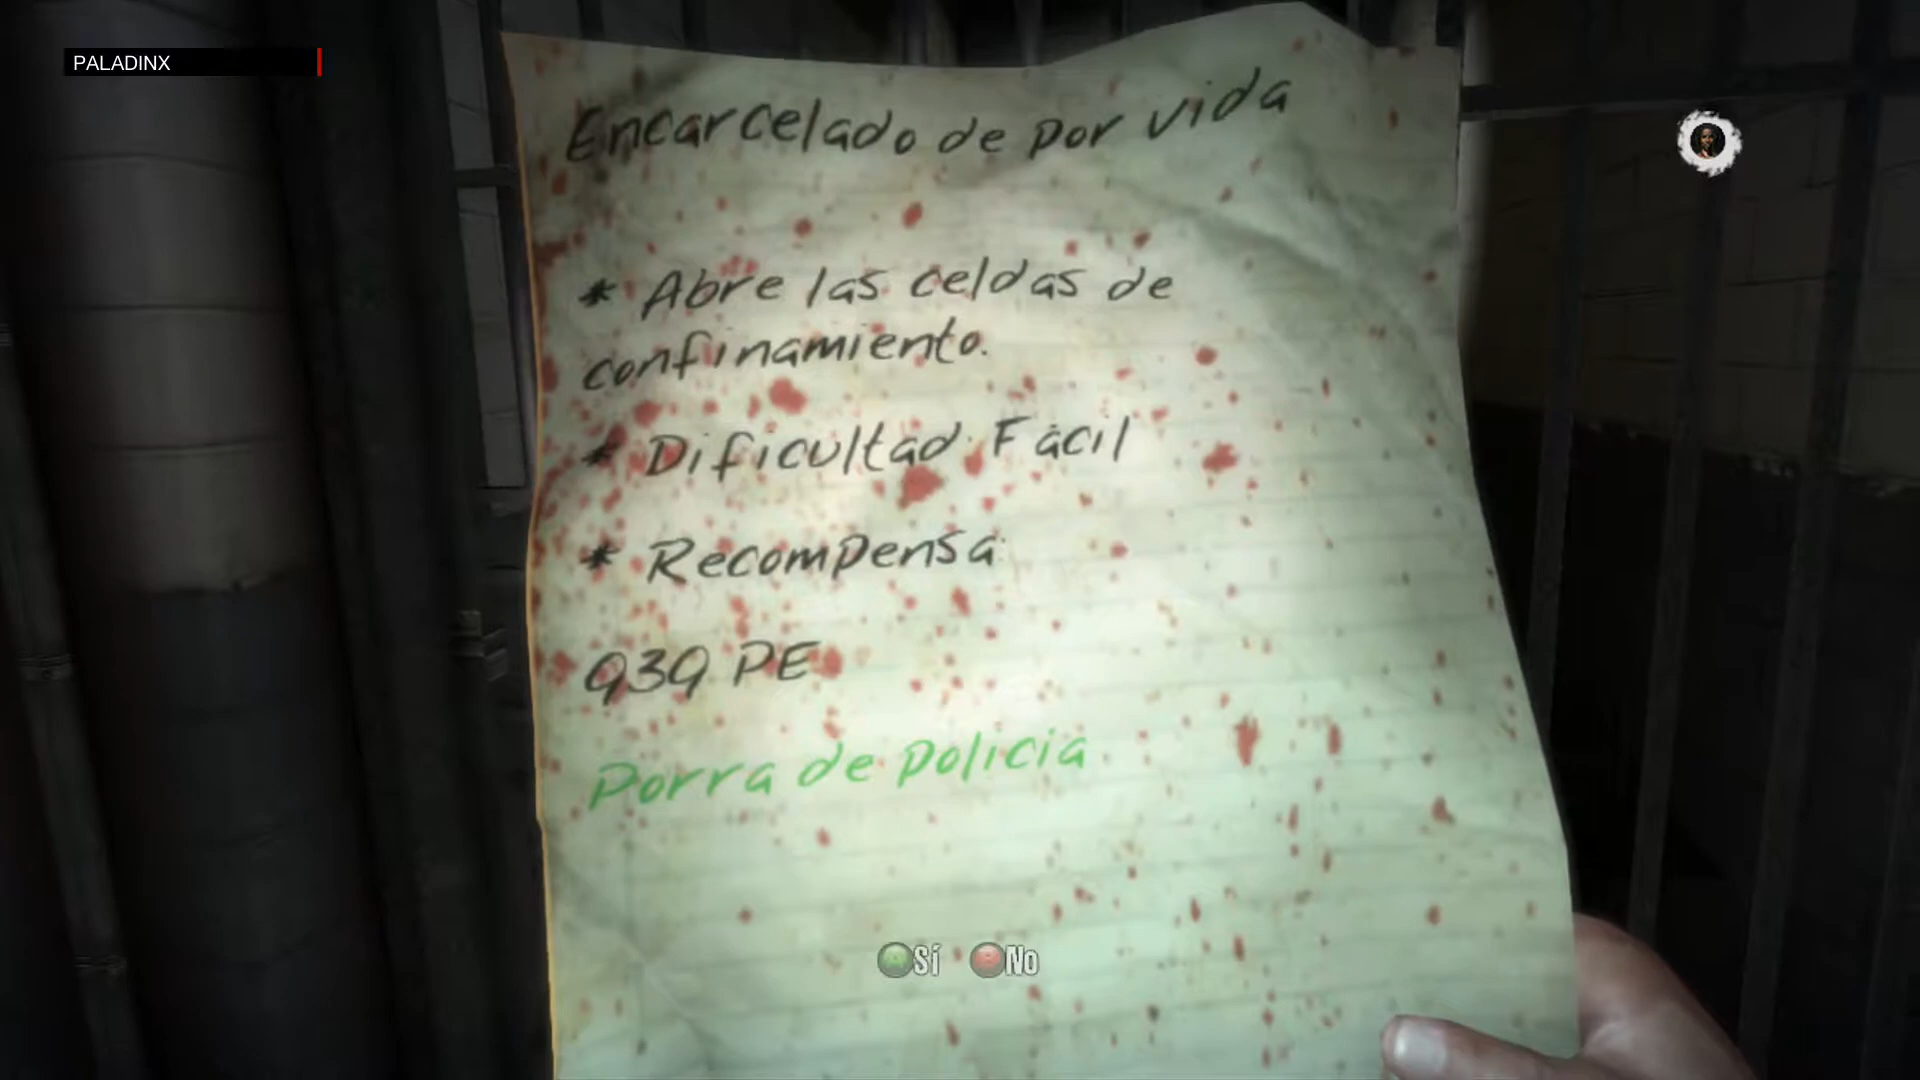 PALADINX
Encarcelado de por vida
* Abre las celdas de
confinamiento.
* Dificultad: Fácil
* Recompensa:
939 PE
Porra de policía
Sí No